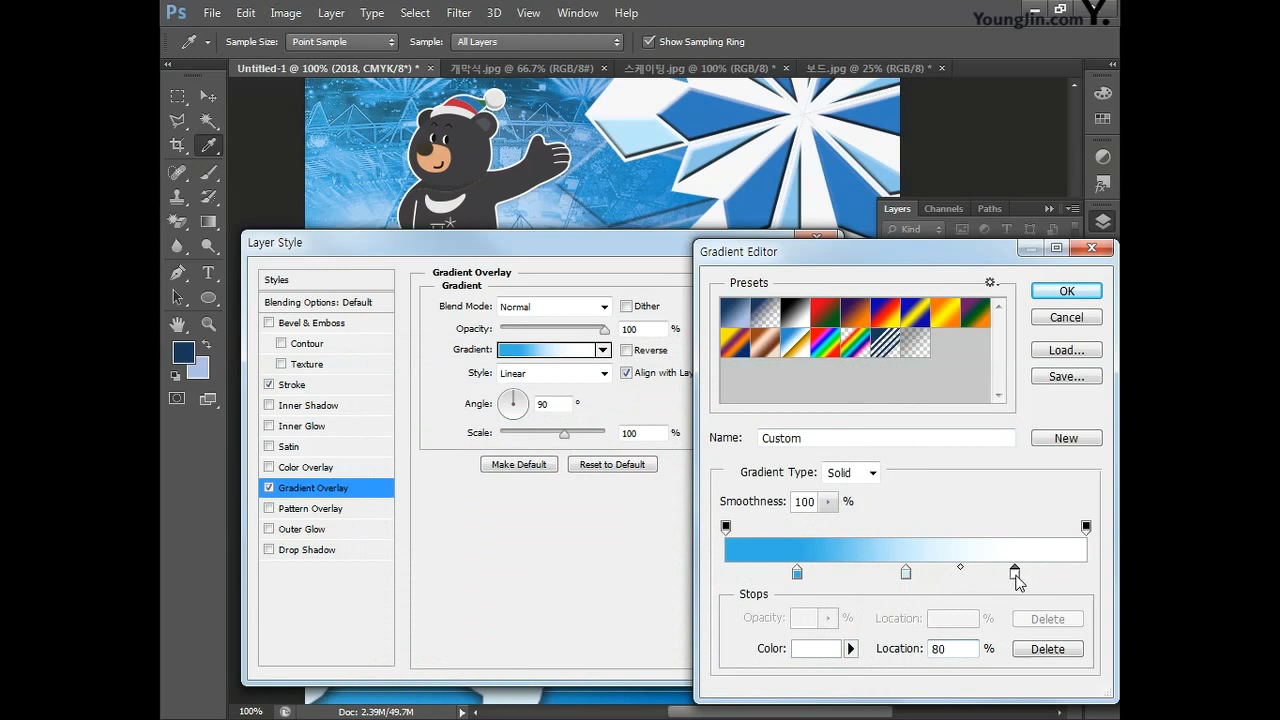 Ps File Edit Image Layer Type Select Filter 3D View Window Help
YoungJin.com Y.
Sample Size: Point Sample Sample: All Layers Show Sampling Ring
Untitled-1 @ 100% (2018, CMYK/8*) * × 개막식.jpg @ 66.7% (RGB/8#) × 스케이팅.jpg @ 100% (RGB/8) * × 보드.jpg @ 25% (RGB/8) * ×
Layers Channels Paths
Kind
Layer Style
Gradient Editor
Styles
Blending Options: Default
Bevel & Emboss
Contour
Texture
Stroke
Inner Shadow
Inner Glow
Satin
Color Overlay
Gradient Overlay
Pattern Overlay
Outer Glow
Drop Shadow
Gradient Overlay
Gradient
Blend Mode: Normal Dither
Opacity: 100 %
Gradient: Reverse
Style: Linear Align with Lay
Angle: 90 °
Scale: 100 %
Make Default Reset to Default
Presets
OK
Cancel
Load...
Save...
Name: Custom New
Gradient Type: Solid
Smoothness: 100 %
Stops
Opacity: % Location: % Delete
Color: Location: 80 % Delete
100% Doc: 2.39M/49.7M